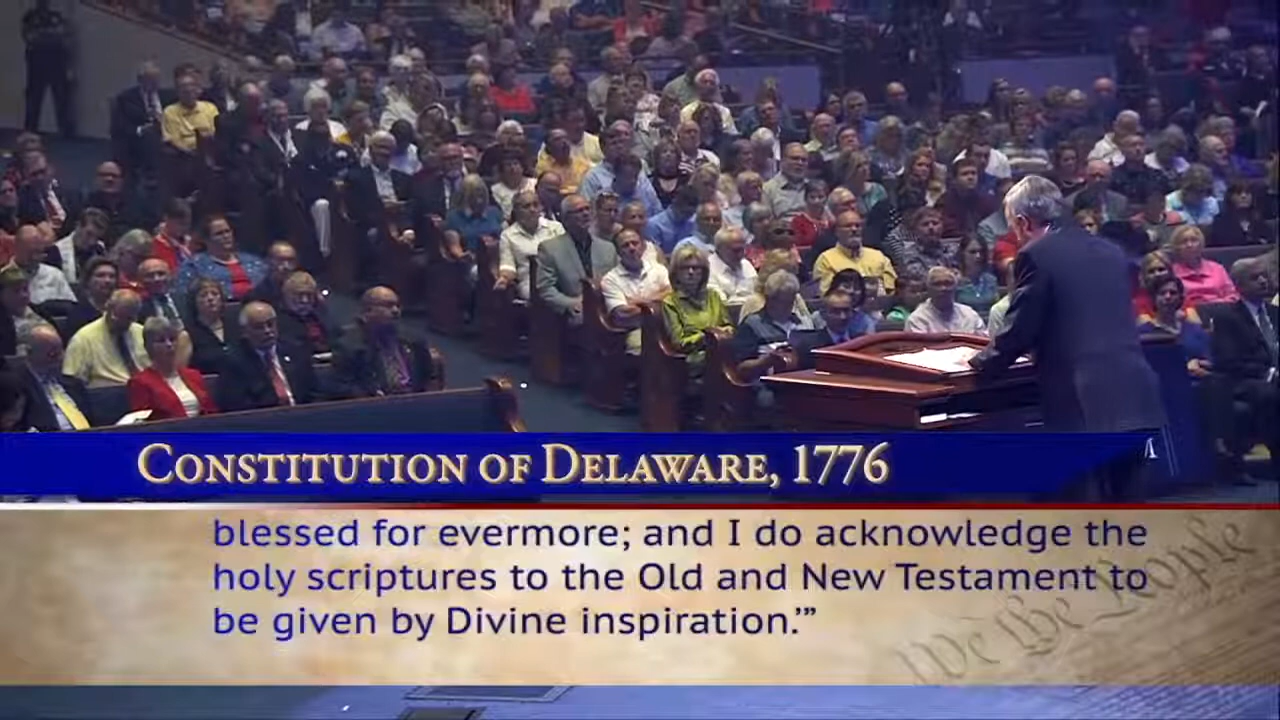 CONSTITUTION OF DELAWARE, 1776
blessed for evermore; and I do acknowledge the
holy scriptures to the Old and New Testament to
be given by Divine inspiration.’”
We the People